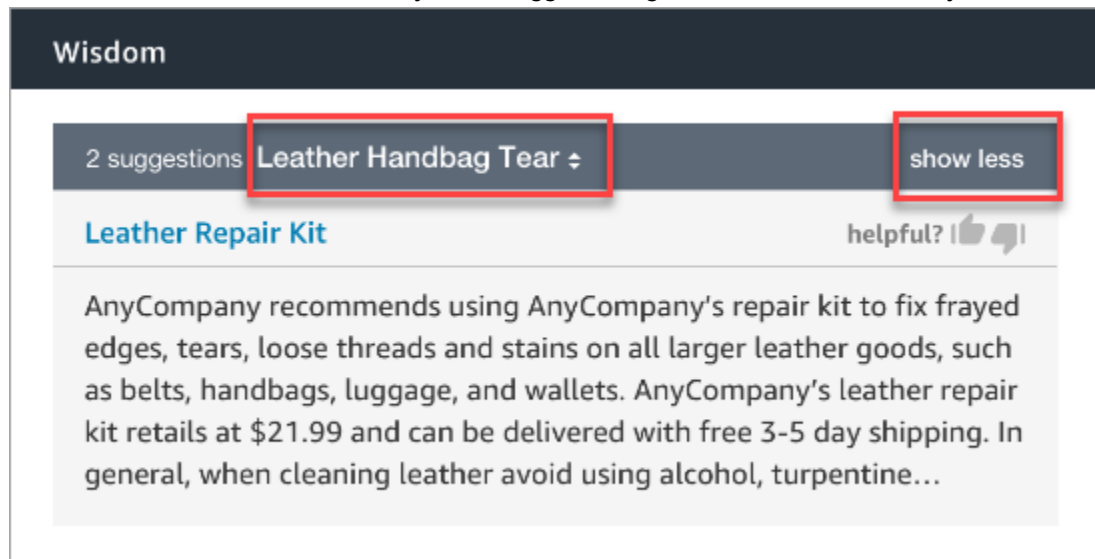 Wisdom
2 suggestions Leather Handbag Tear show less
Leather Repair Kit helpful?
AnyCompany recommends using AnyCompany's repair kit to fix frayed
edges, tears, loose threads and stains on all larger leather goods, such
as belts, handbags, luggage, and wallets. AnyCompany's leather repair
kit retails at $21.99 and can be delivered with free 3-5 day shipping. In
general, when cleaning leather avoid using alcohol, turpentine…